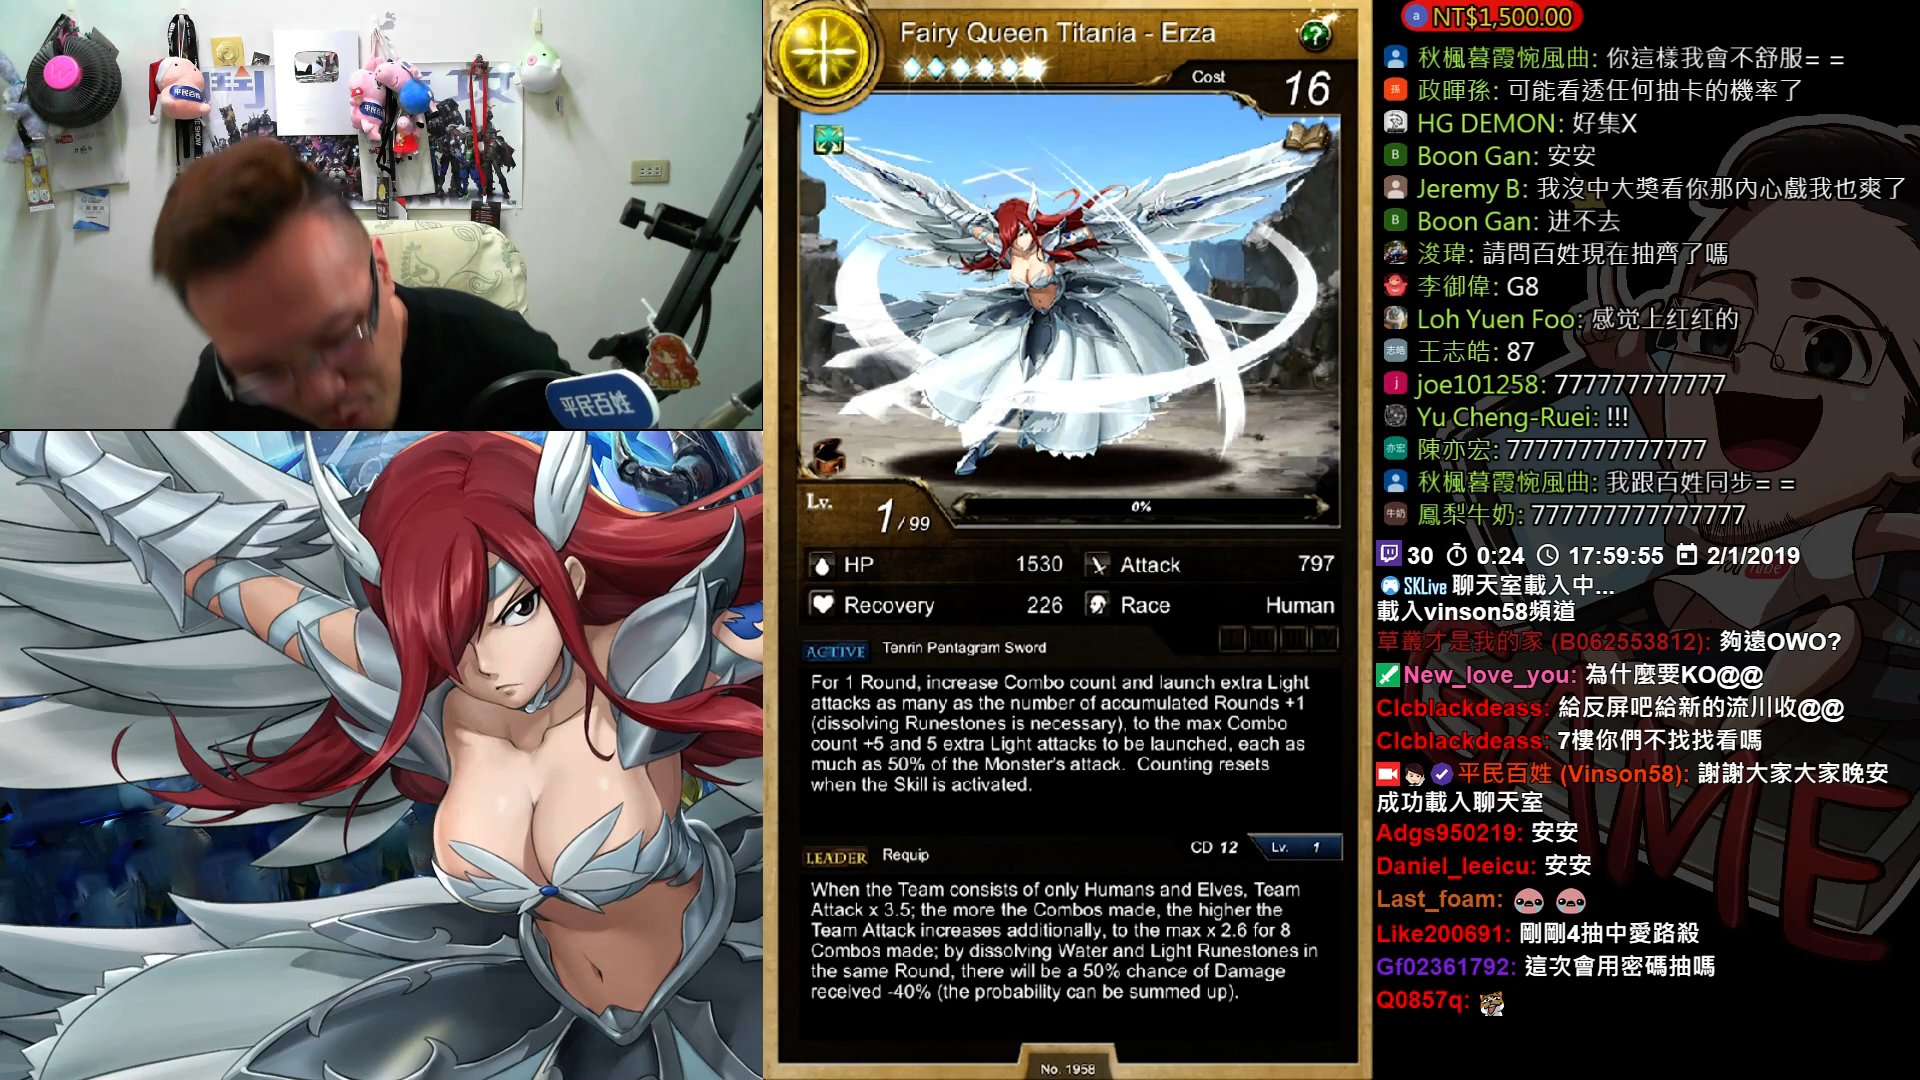 鬥
攻
平民百姓
平民百姓
平民百姓
Fairy Queen Titania - Erza
Cost
16
Lv.
1/99
0%
HP 1530
Attack 797
Recovery 226
Race Human
ACTIVE Tenrin Pentagram Sword
For 1 Round, increase Combo count and launch extra Light
attacks as many as the number of accumulated Rounds +1
(dissolving Runestones is necessary), to the max Combo
count +5 and 5 extra Light attacks to be launched, each as
much as 50% of the Monster's attack. Counting resets
when the Skill is activated.
CD 12 Lv. 1
LEADER Requip
When the Team consists of only Humans and Elves, Team
Attack x 3.5; the more the Combos made, the higher the
Team Attack increases additionally, to the max x 2.6 for 8
Combos made; by dissolving Water and Light Runestones in
the same Round, there will be a 50% chance of Damage
received -40% (the probability can be summed up).
No. 1958
a NT$1,500.00
秋楓暮霞惋風曲: 你這樣我會不舒服= =
孫 政暉孫: 可能看透任何抽卡的機率了
HG DEMON: 好集X
B Boon Gan: 安安
Jeremy B: 我沒中大獎看你那內心戲我也爽了
B Boon Gan: 进不去
浚瑋: 請問百姓現在抽齊了嗎
李御偉: G8
Loh Yuen Foo: 感觉上红红的
志皓 王志皓: 87
j joe101258: 777777777777
Yu Cheng-Ruei: !!!
亦宏 陳亦宏: 77777777777777
秋楓暮霞惋風曲: 我跟百姓同步= =
牛奶 鳳梨牛奶: 777777777777777
30 0:24 17:59:55 2/1/2019
SKLive 聊天室載入中...
載入vinson58頻道
草叢才是我的家 (B062553812): 夠遠OWO?
New_love_you: 為什麼要KO@@
Clcblackdeass: 給反屏吧給新的流川收@@
Clcblackdeass: 7樓你們不找找看嗎
平民百姓 (Vinson58): 謝謝大家大家晚安
成功載入聊天室
Adgs950219: 安安
Daniel_leeicu: 安安
Last_foam:
Like200691: 剛剛4抽中愛路殺
Gf02361792: 這次會用密碼抽嗎
Q0857q: